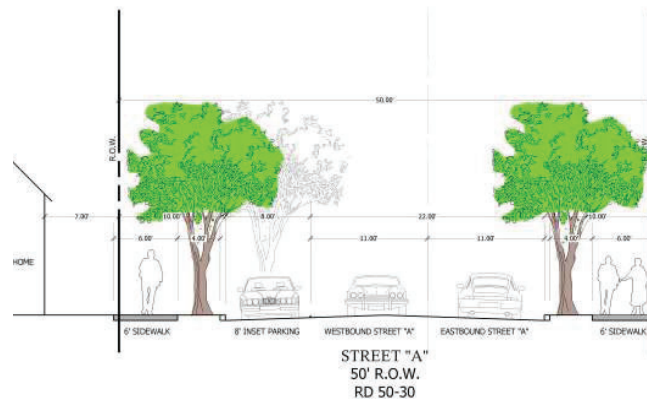 50.00'
R.O.W.
7.00'
10.00'
8.00'
22.00'
10.00'
6.00'
4.00'
11.00'
11.00'
4.00'
6.00'
HOME
6' SIDEWALK
8' INSET PARKING
WESTBOUND STREET "A"
EASTBOUND STREET "A"
6' SIDEWALK
STREET "A"
50' R.O.W.
RD 50-30